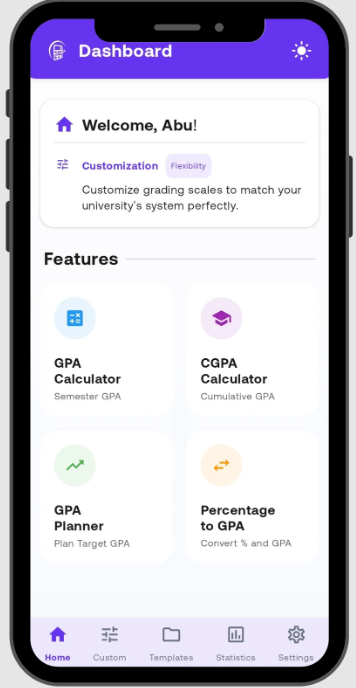 Dashboard
Welcome, Abu!
Customization Flexibility
Customize grading scales to match your
university's system perfectly.
Features
GPA
Calculator
Semester GPA
CGPA
Calculator
Cumulative GPA
GPA
Planner
Plan Target GPA
Percentage
to GPA
Convert % and GPA
Home Custom Templates Statistics Settings